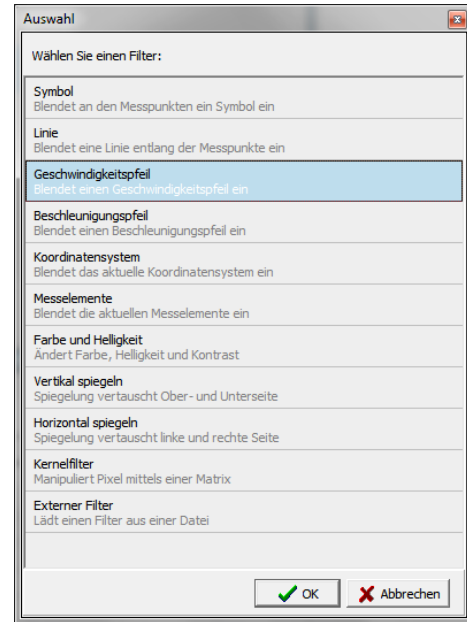 Auswahl
Wählen Sie einen Filter:
Symbol
Blendet an den Messpunkten ein Symbol ein
Linie
Blendet eine Linie entlang der Messpunkte ein
Geschwindigkeitspfeil
Blendet einen Geschwindigkeitspfeil ein
Beschleunigungspfeil
Blendet einen Beschleunigungspfeil ein
Koordinatensystem
Blendet das aktuelle Koordinatensystem ein
Messelemente
Blendet die aktuellen Messelemente ein
Farbe und Helligkeit
Ändert Farbe, Helligkeit und Kontrast
Vertikal spiegeln
Spiegelung vertauscht Ober- und Unterseite
Horizontal spiegeln
Spiegelung vertauscht linke und rechte Seite
Kernelfilter
Manipuliert Pixel mittels einer Matrix
Externer Filter
Lädt einen Filter aus einer Datei
OK
Abbrechen